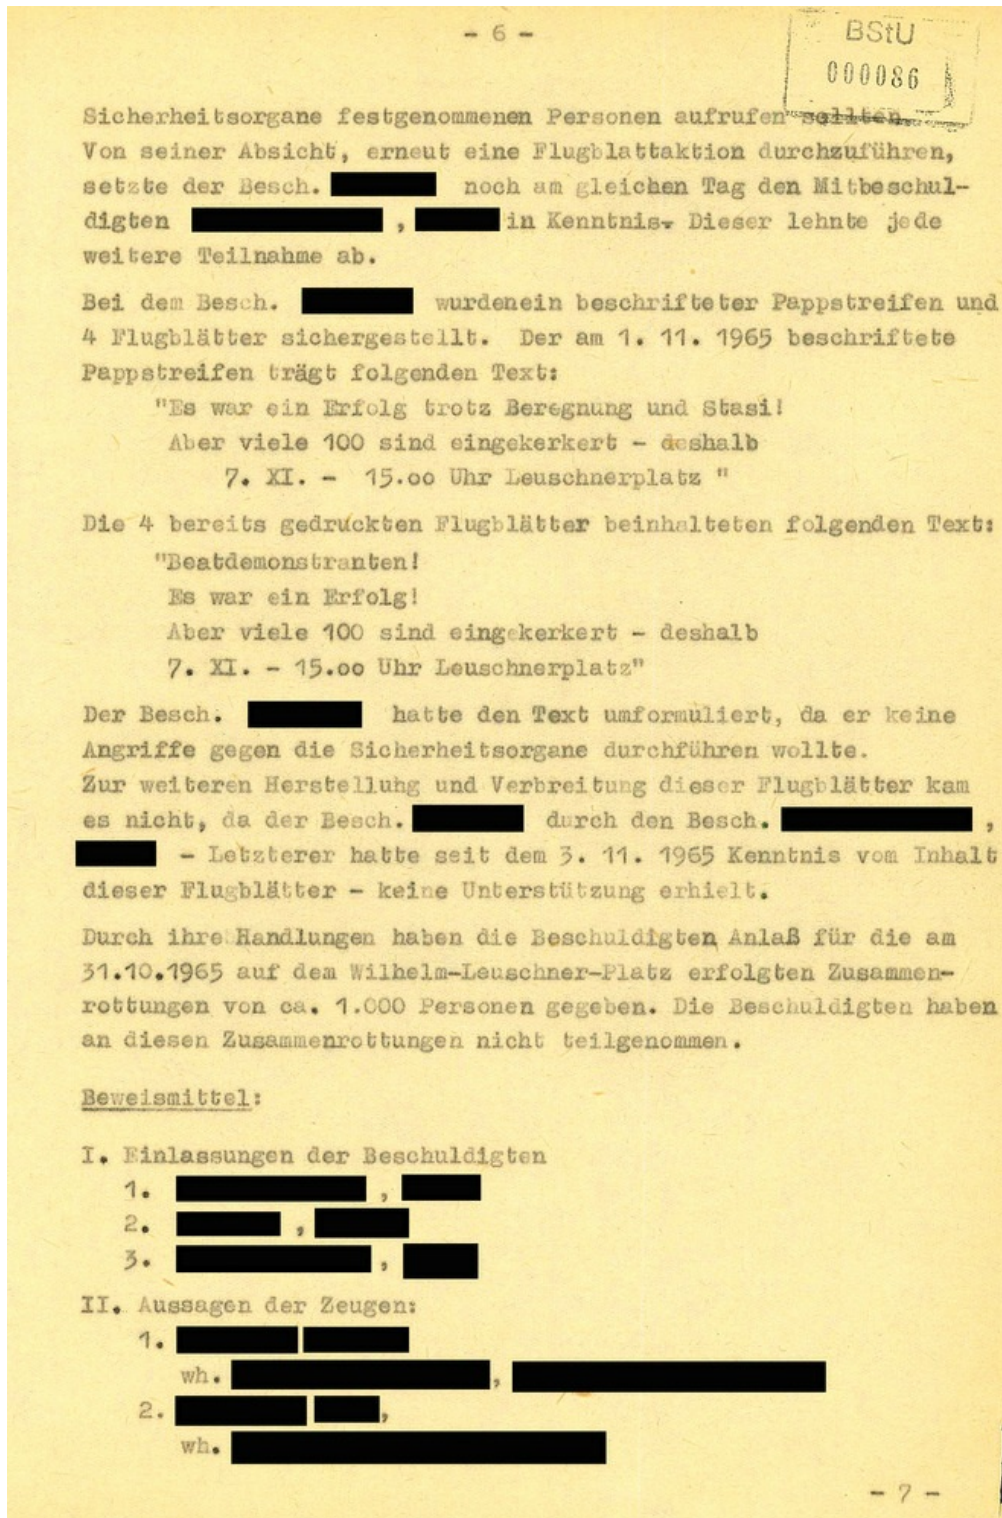 - 6 -
BStU
000086
Sicherheitsorgane festgenommenen Personen aufrufen sollten.
Von seiner Absicht, erneut eine Flugblattaktion durchzuführen,
setzte der Besch. noch am gleichen Tag den Mitbeschul-
digten , in Kenntnis. Dieser lehnte jede
weitere Teilnahme ab.
Bei dem Besch. wurdenein beschrifteter Pappstreifen und
4 Flugblätter sichergestellt. Der am 1. 11. 1965 beschriftete
Pappstreifen trägt folgenden Text:
"Es war ein Erfolg trotz Beregnung und Stasi!
Aber viele 100 sind eingekerkert - deshalb
7. XI. - 15.oo Uhr Leuschnerplatz "
Die 4 bereits gedruckten Flugblätter beinhalteten folgenden Text:
"Beatdemonstranten!
Es war ein Erfolg!
Aber viele 100 sind eingekerkert - deshalb
7. XI. - 15.oo Uhr Leuschnerplatz"
Der Besch. hatte den Text umformuliert, da er keine
Angriffe gegen die Sicherheitsorgane durchführen wollte.
Zur weiteren Herstelluhg und Verbreitung dieser Flugblätter kam
es nicht, da der Besch. durch den Besch. ,
- Letzterer hatte seit dem 3. 11. 1965 Kenntnis vom Inhalt
dieser Flugblätter - keine Unterstützung erhielt.
Durch ihre Handlungen haben die Beschuldigten Anlaß für die am
31.10.1965 auf dem Wilhelm-Leuschner-Platz erfolgten Zusammen-
rottungen von ca. 1.000 Personen gegeben. Die Beschuldigten haben
an diesen Zusammenrottungen nicht teilgenommen.
Beweismittel:
I. Einlassungen der Beschuldigten
1. ,
2. ,
3. ,
II. Aussagen der Zeugen:
1.
wh. ,
2. ,
wh.
- 7 -